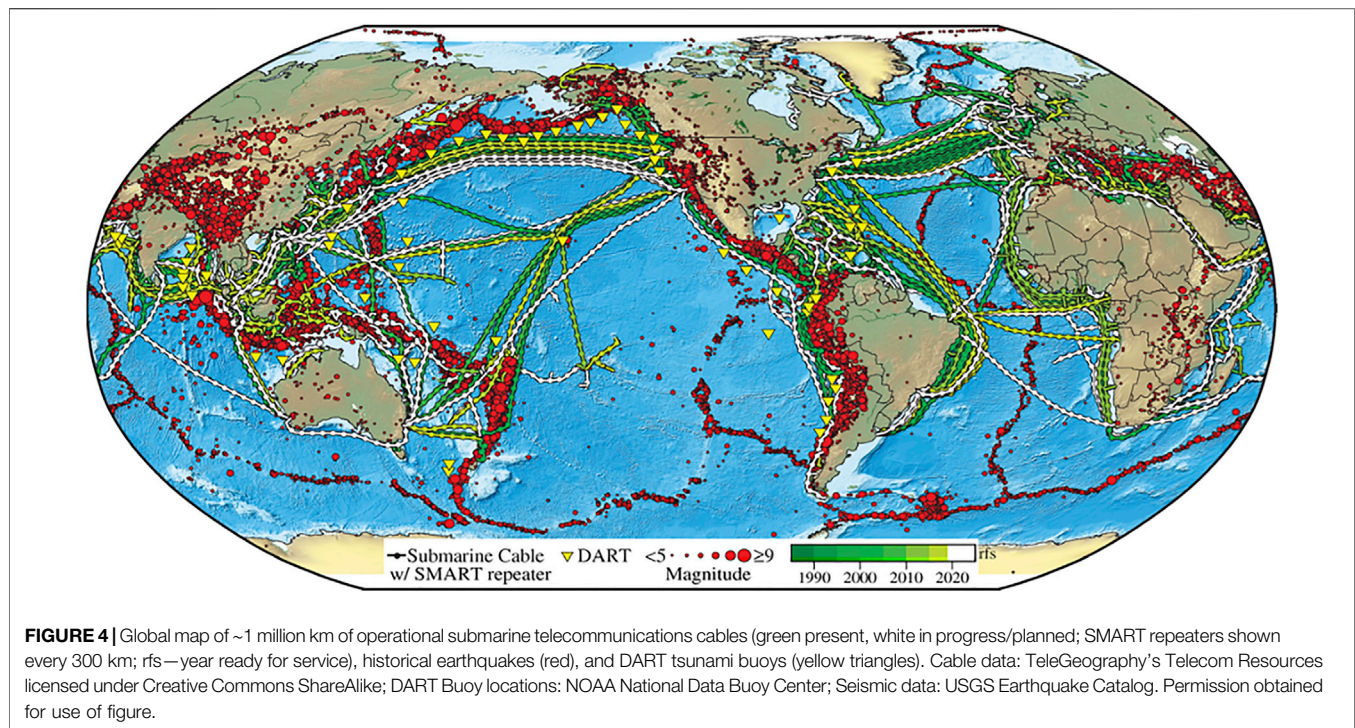 Submarine Cable
w/ SMART repeater
DART
<5
≥9
Magnitude
rfs
1990 2000 2010 2020
FIGURE 4 | Global map of ~1 million km of operational submarine telecommunications cables (green present, white in progress/planned; SMART repeaters shown
every 300 km; rfs—year ready for service), historical earthquakes (red), and DART tsunami buoys (yellow triangles). Cable data: TeleGeography's Telecom Resources
licensed under Creative Commons ShareAlike; DART Buoy locations: NOAA National Data Buoy Center; Seismic data: USGS Earthquake Catalog. Permission obtained
for use of figure.